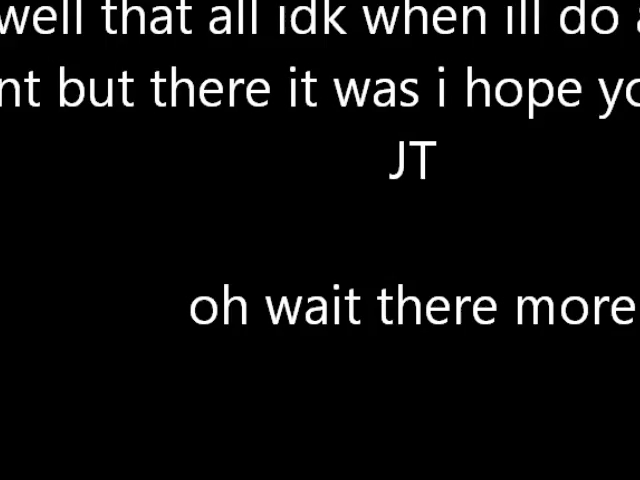 well that all idk when ill do
nt but there it was i hope yo
JT
oh wait there more